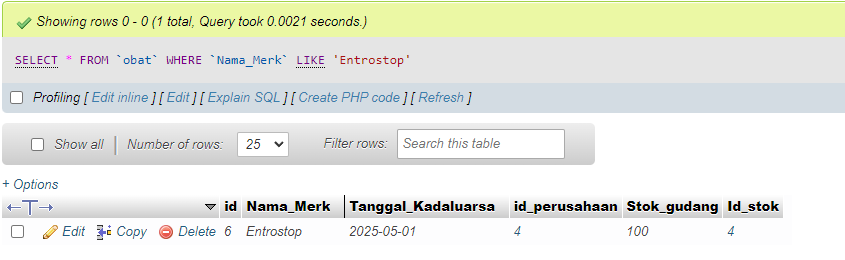 Showing rows 0 - 0 (1 total, Query took 0.0021 seconds.)
SELECT * FROM `obat` WHERE `Nama_Merk` LIKE 'Entrostop'
Profiling [ Edit inline ] [ Edit ] [ Explain SQL ] [ Create PHP code ] [ Refresh ]
Show all Number of rows: 25 Filter rows: Search this table
+ Options
id Nama_Merk Tanggal_Kadaluarsa id_perusahaan Stok_gudang Id_stok
Edit Copy Delete 6 Entrostop 2025-05-01 4 100 4